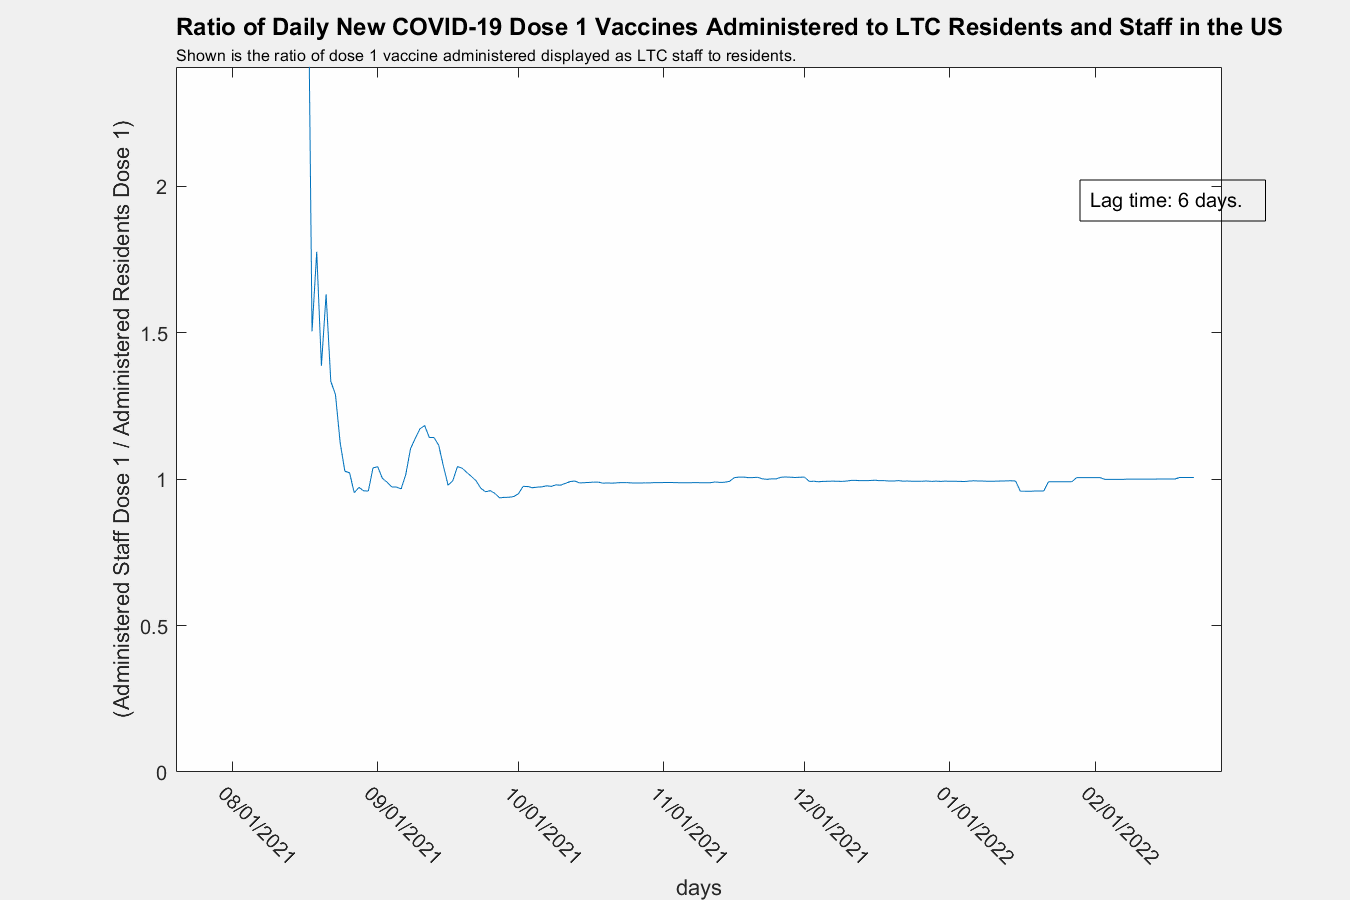 Ratio of Daily New COVID-19 Dose 1 Vaccines Administered to LTC Residents and Staff in the US
Shown is the ratio of dose 1 vaccine administered displayed as LTC staff to residents.
(Administered Staff Dose 1 / Administered Residents Dose 1)
2
1.5
1
0.5
0
Lag time: 6 days.
08/01/2021
09/01/2021
10/01/2021
11/01/2021
12/01/2021
01/01/2022
02/01/2022
days